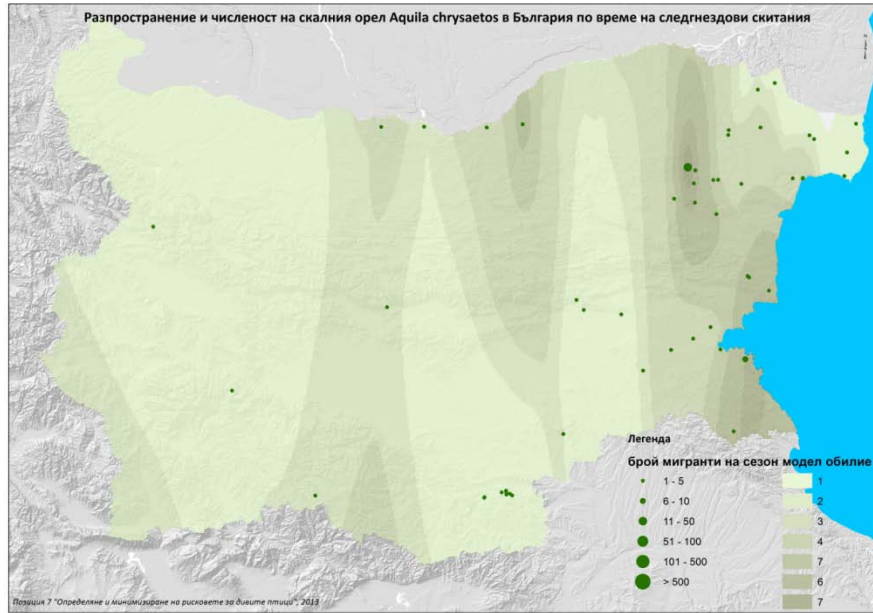 Разпространение и численост на скалния орел Aquila chrysaetos в България по време на следгнездови скитания
Легенда
брой мигранти на сезон модел обилие
1 - 5 1
6 - 10 2
11 - 50 3
51 - 100 4
101 - 500 7
> 500 6
7
Позиция 7 "Определяне и минимизиране на рисковете за дивите птици", 2013